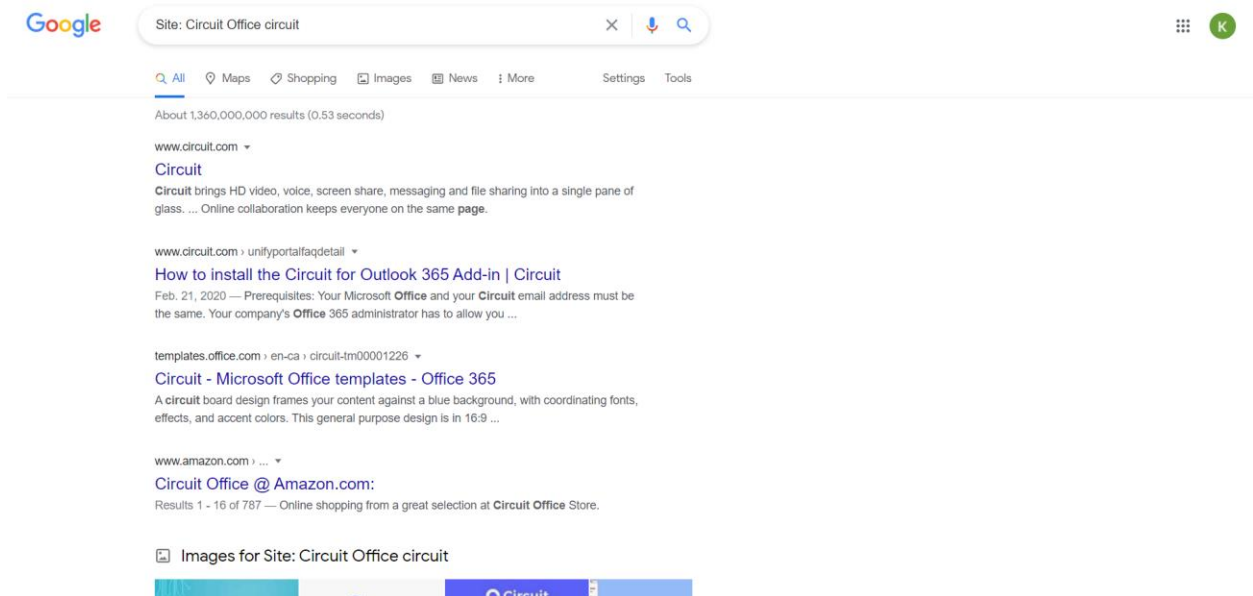 Google
Site: Circuit Office circuit
K
All Maps Shopping Images News More Settings Tools
About 1,360,000,000 results (0.53 seconds)
www.circuit.com
Circuit
Circuit brings HD video, voice, screen share, messaging and file sharing into a single pane of
glass. ... Online collaboration keeps everyone on the same page.
www.circuit.com › unifyportalfaqdetail
How to install the Circuit for Outlook 365 Add-in | Circuit
Feb. 21, 2020 — Prerequisites: Your Microsoft Office and your Circuit email address must be
the same. Your company's Office 365 administrator has to allow you ...
templates.office.com › en-ca › circuit-tm00001226
Circuit - Microsoft Office templates - Office 365
A circuit board design frames your content against a blue background, with coordinating fonts,
effects, and accent colors. This general purpose design is in 16:9 ...
www.amazon.com › ...
Circuit Office @ Amazon.com:
Results 1 - 16 of 787 — Online shopping from a great selection at Circuit Office Store.
Images for Site: Circuit Office circuit
Circuit